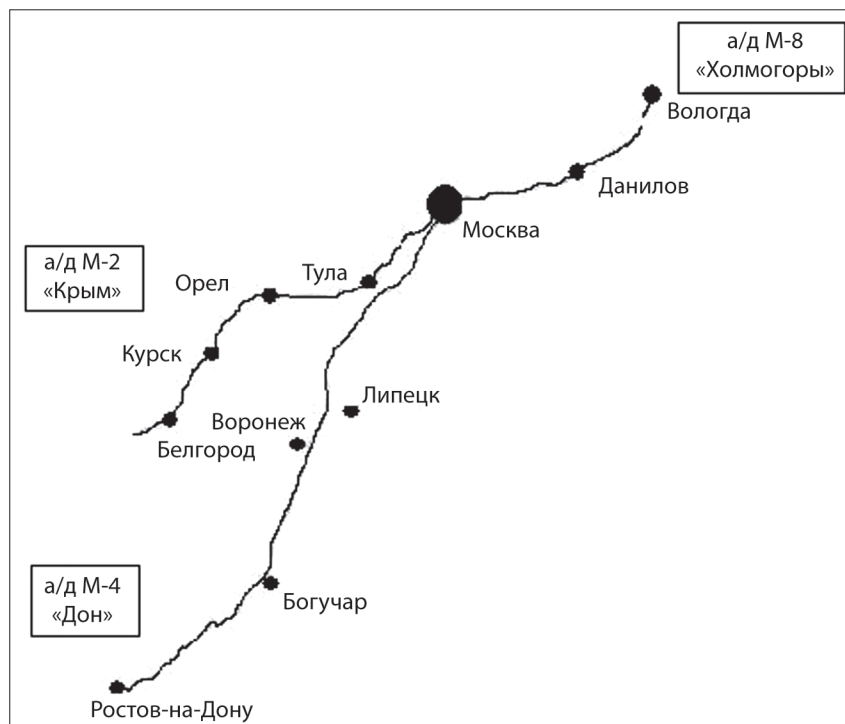 а/д М-8
«Холмогоры»
Вологда
Данилов
Москва
а/д М-2
«Крым»
Тула
Орел
Курск
Липецк
Воронеж
Белгород
а/д М-4
«Дон»
Богучар
Ростов-на-Дону